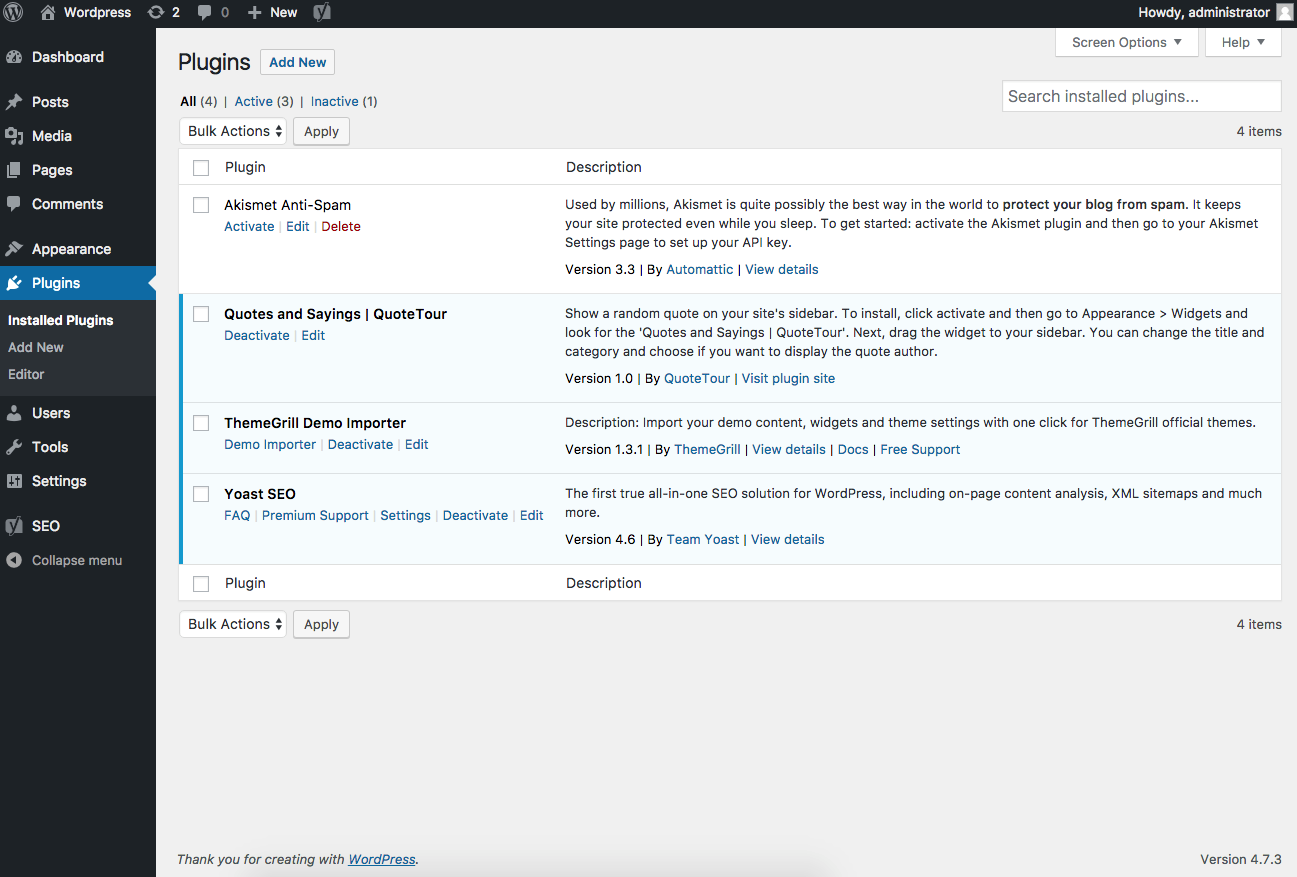 Wordpress 2 0 + New Howdy, administrator
Screen Options ▼ Help ▼
Dashboard
Posts
Media
Pages
Comments
Appearance
Plugins
Installed Plugins
Add New
Editor
Users
Tools
Settings
SEO
Collapse menu
Plugins Add New
All (4) | Active (3) | Inactive (1)
Search installed plugins...
Bulk Actions Apply
4 items
Plugin Description
Akismet Anti-Spam
Activate | Edit | Delete
Used by millions, Akismet is quite possibly the best way in the world to protect your blog from spam. It keeps
your site protected even while you sleep. To get started: activate the Akismet plugin and then go to your Akismet
Settings page to set up your API key.
Version 3.3 | By Automattic | View details
Quotes and Sayings | QuoteTour
Deactivate | Edit
Show a random quote on your site's sidebar. To install, click activate and then go to Appearance > Widgets and
look for the 'Quotes and Sayings | QuoteTour'. Next, drag the widget to your sidebar. You can change the title and
category and choose if you want to display the quote author.
Version 1.0 | By QuoteTour | Visit plugin site
ThemeGrill Demo Importer
Demo Importer | Deactivate | Edit
Description: Import your demo content, widgets and theme settings with one click for ThemeGrill official themes.
Version 1.3.1 | By ThemeGrill | View details | Docs | Free Support
Yoast SEO
FAQ | Premium Support | Settings | Deactivate | Edit
The first true all-in-one SEO solution for WordPress, including on-page content analysis, XML sitemaps and much
more.
Version 4.6 | By Team Yoast | View details
Plugin Description
Bulk Actions Apply
4 items
Thank you for creating with WordPress.
Version 4.7.3